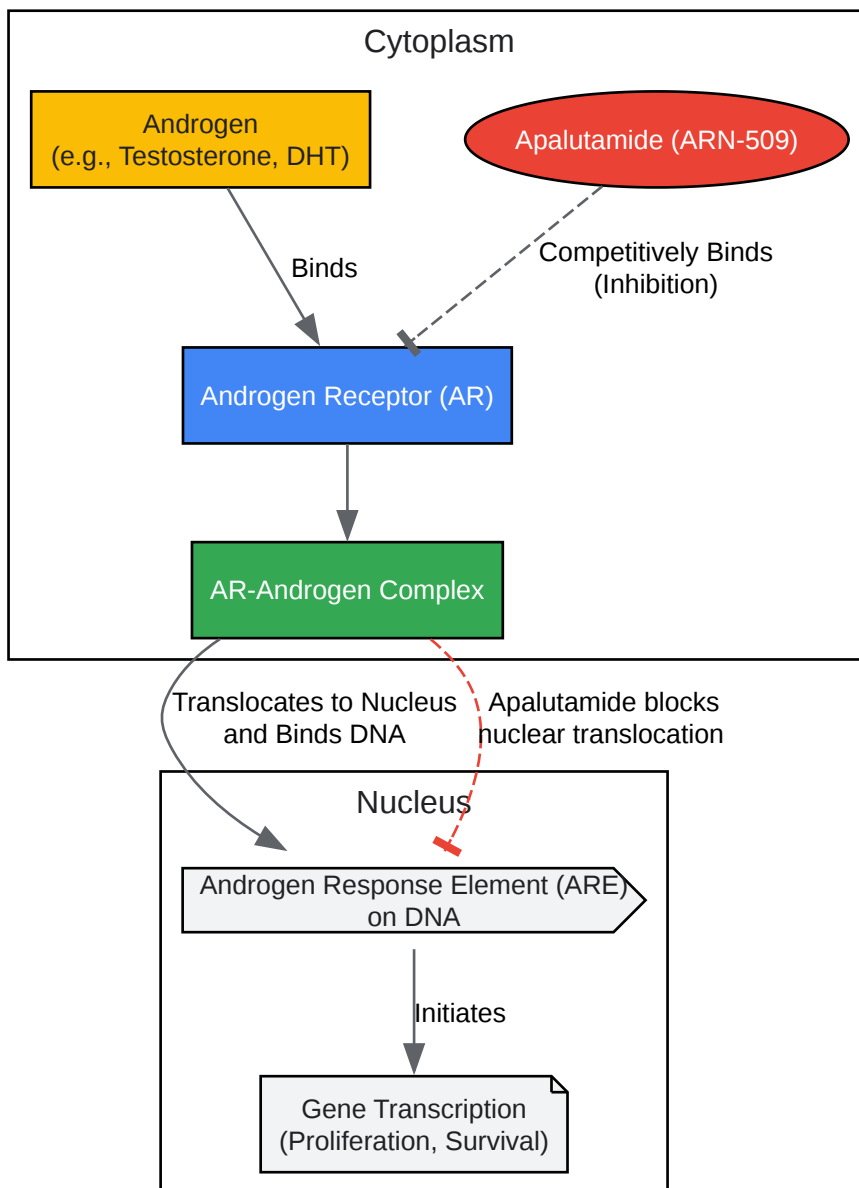 Cytoplasm
Androgen
(e.g., Testosterone, DHT)
Apalutamide (ARN-509)
Binds
Competitively Binds
(Inhibition)
Androgen Receptor (AR)
AR-Androgen Complex
Translocates to Nucleus
and Binds DNA
Apalutamide blocks
nuclear translocation
Nucleus
Androgen Response Element (ARE)
on DNA
Initiates
Gene Transcription
(Proliferation, Survival)